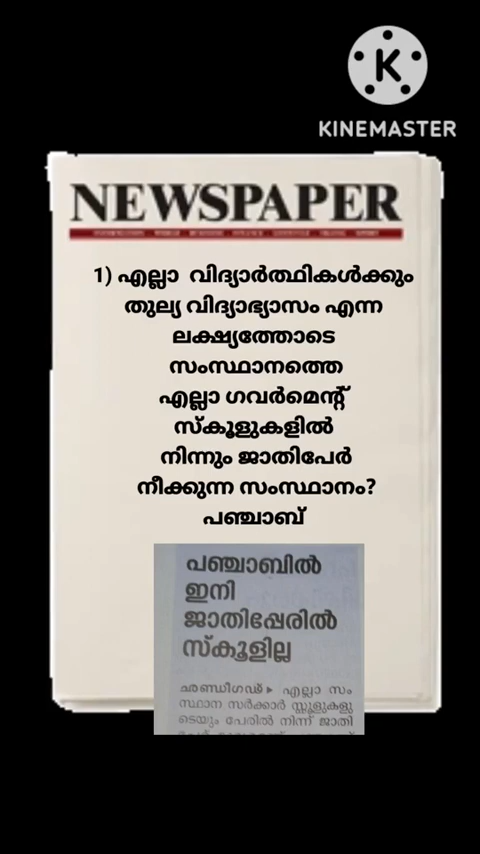 KINEMASTER
NEWSPAPER
1) എല്ലാ വിദ്യാർത്ഥികൾക്കും
തുല്യ വിദ്യാഭ്യാസം എന്ന
ലക്ഷ്യത്തോടെ
സംസ്ഥാനത്തെ
എല്ലാ ഗവർമെന്റ്
സ്കൂളുകളിൽ
നിന്നും ജാതിപേർ
നീക്കുന്ന സംസ്ഥാനം?
പഞ്ചാബ്
പഞ്ചാബിൽ
ഇനി
ജാതിപ്പേരിൽ
സ്കൂളില്ല
ഛണ്ഡീഗഢ് ▸ എല്ലാ സം
സ്ഥാന സർക്കാർ സ്കൂളുകളു
ടെയും പേരിൽ നിന്ന് ജാതി